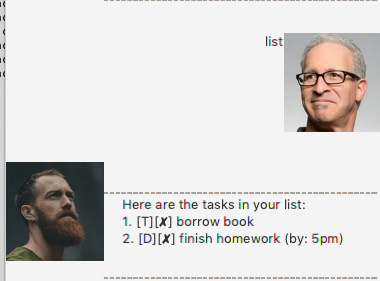 list
Here are the tasks in your list:
1. [T][✘] borrow book
2. [D][✘] finish homework (by: 5pm)